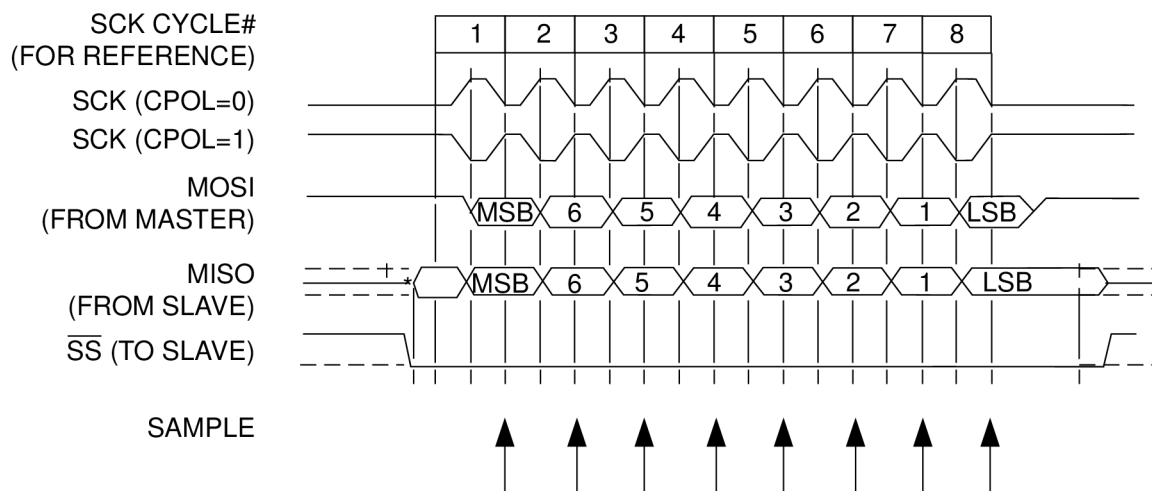 SCK CYCLE# 1 2 3 4 5 6 7 8
(FOR REFERENCE)
SCK (CPOL=0)
SCK (CPOL=1)
MOSI
(FROM MASTER) MSB 6 5 4 3 2 1 LSB
MISO
* MSB 6 5 4 3 2 1 LSB
(FROM SLAVE)
SS (TO SLAVE)
SAMPLE